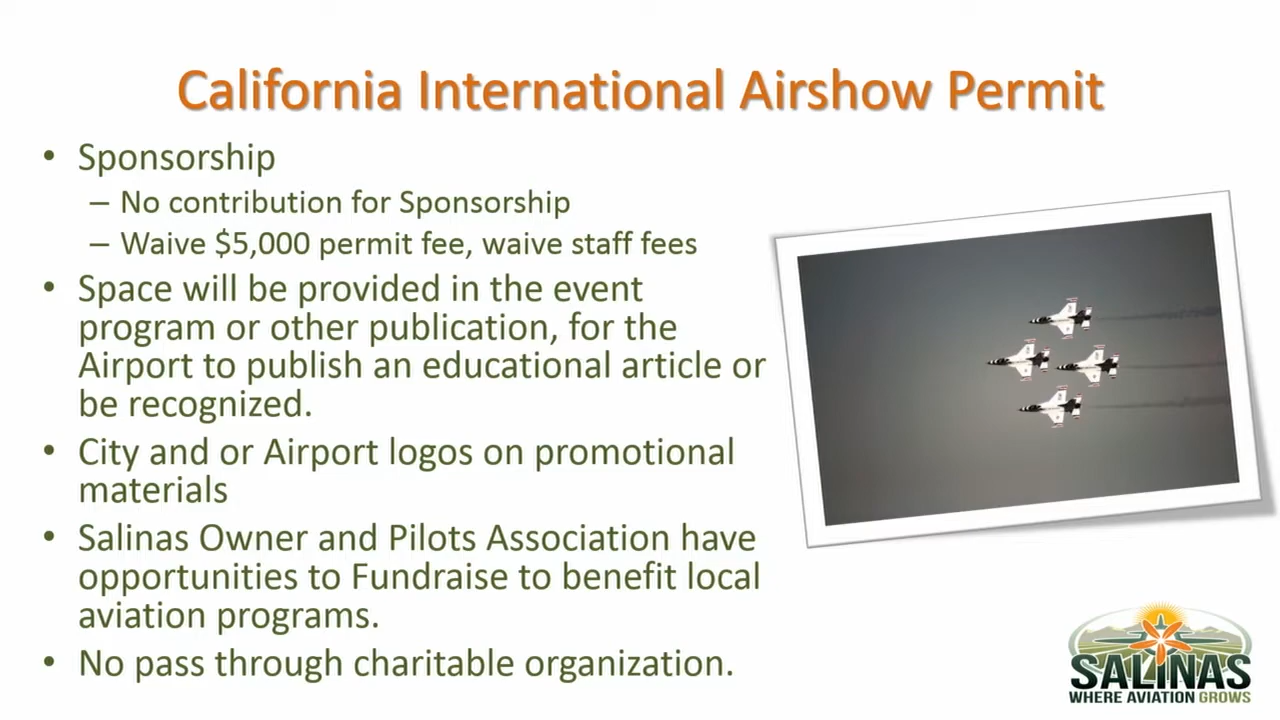 California International Airshow Permit
• Sponsorship
– No contribution for Sponsorship
– Waive $5,000 permit fee, waive staff fees
• Space will be provided in the event
program or other publication, for the
Airport to publish an educational article or
be recognized.
• City and or Airport logos on promotional
materials
• Salinas Owner and Pilots Association have
opportunities to Fundraise to benefit local
aviation programs.
• No pass through charitable organization.
SALINAS
WHERE AVIATION GROWS